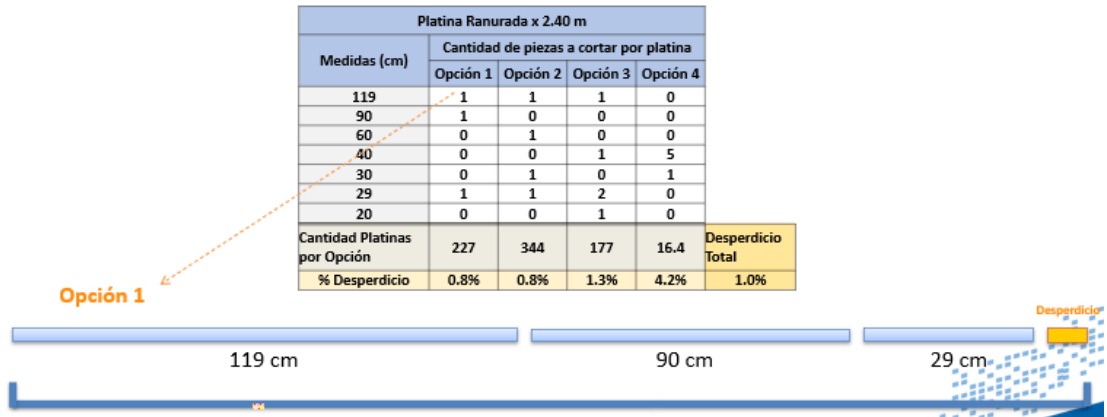 Platina Ranurada x 2.40 m
Medidas (cm)
Cantidad de piezas a cortar por platina
Opción 1 Opción 2 Opción 3 Opción 4
119 1 1 1 0
90 1 0 0 0
60 0 1 0 0
40 0 0 1 5
30 0 1 0 1
29 1 1 2 0
20 0 0 1 0
Cantidad Platinas por Opción 227 344 177 16.4 Desperdicio Total
% Desperdicio 0.8% 0.8% 1.3% 4.2% 1.0%
Opción 1
Desperdicio
119 cm 90 cm 29 cm